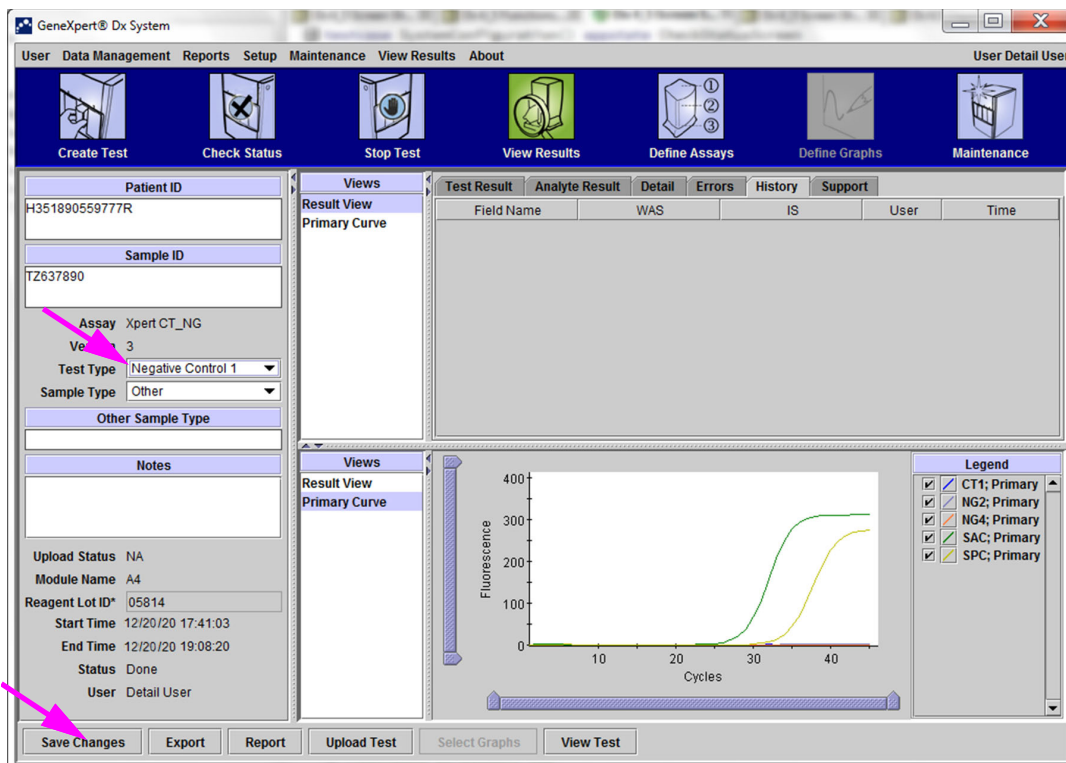 GeneXpert® Dx System
User Data Management Reports Setup Maintenance View Results About User Detail User
Create Test Check Status Stop Test View Results Define Assays Define Graphs Maintenance
Patient ID
H351890559777R
Sample ID
TZ637890
Assay Xpert CT_NG
3
Test Type Negative Control 1
Sample Type Other
Other Sample Type
Notes
Upload Status NA
Module Name A4
Reagent Lot ID* 05814
Start Time 12/20/20 17:41:03
End Time 12/20/20 19:08:20
Status Done
User Detail User
Views
Result View
Primary Curve
Test Result Analyte Result Detail Errors History Support
Field Name WAS IS User Time
Views
Result View
Primary Curve
400
300
200
100
0
Fluorescence
10 20 30 40
Cycles
Legend
CT1; Primary
NG2; Primary
NG4; Primary
SAC; Primary
SPC; Primary
Save Changes Export Report Upload Test Select Graphs View Test